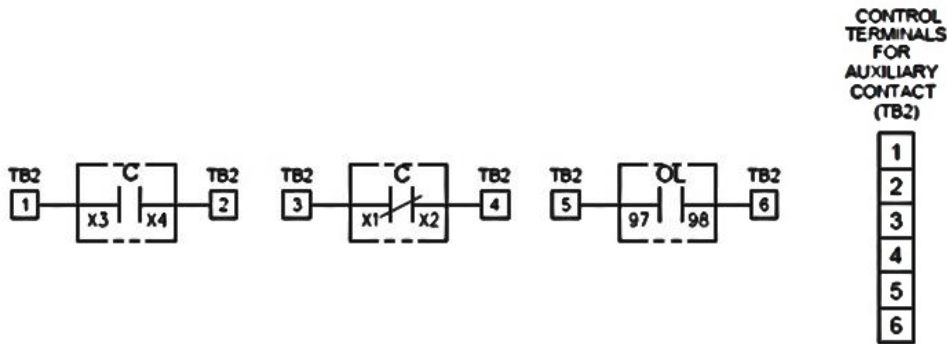 CONTROL
TERMINALS
FOR
AUXILIARY
CONTACT
(TB2)
TB2 C TB2 TB2 C TB2 TB2 OL TB2
1 X3 X4 2 3 X1 X2 4 5 97 98 6
1
2
3
4
5
6